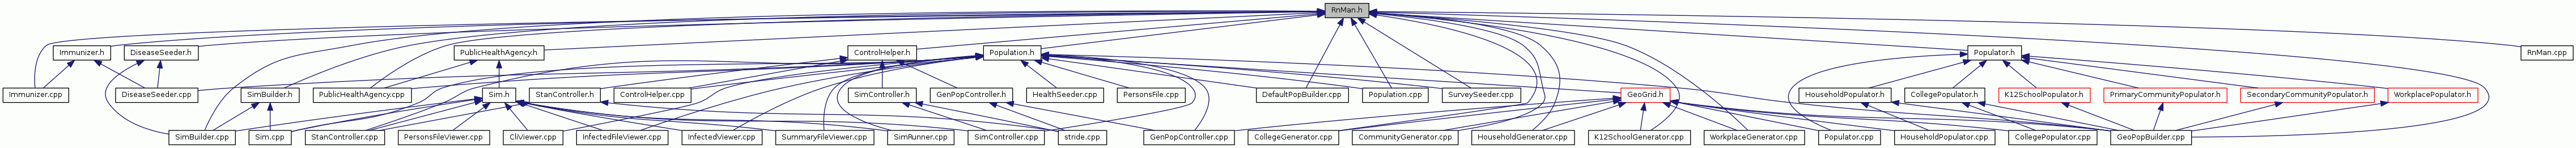 RnMan.h
Immunizer.h
DiseaseSeeder.h
PublicHealthAgency.h
ControlHelper.h
Population.h
Populator.h
RnMan.cpp
Immunizer.cpp
DiseaseSeeder.cpp
SimBuilder.h
PublicHealthAgency.cpp
Sim.h
StanController.h
ControlHelper.cpp
SimController.h
GenPopController.h
HealthSeeder.cpp
PersonsFile.cpp
DefaultPopBuilder.cpp
Population.cpp
SurveySeeder.cpp
GeoGrid.h
HouseholdPopulator.h
CollegePopulator.h
K12SchoolPopulator.h
PrimaryCommunityPopulator.h
SecondaryCommunityPopulator.h
WorkplacePopulator.h
SimBuilder.cpp
Sim.cpp
StanController.cpp
PersonsFileViewer.cpp
CliViewer.cpp
InfectedFileViewer.cpp
InfectedViewer.cpp
SummaryFileViewer.cpp
SimRunner.cpp
SimController.cpp
stride.cpp
GenPopController.cpp
CollegeGenerator.cpp
CommunityGenerator.cpp
HouseholdGenerator.cpp
K12SchoolGenerator.cpp
WorkplaceGenerator.cpp
Populator.cpp
HouseholdPopulator.cpp
CollegePopulator.cpp
GeoPopBuilder.cpp